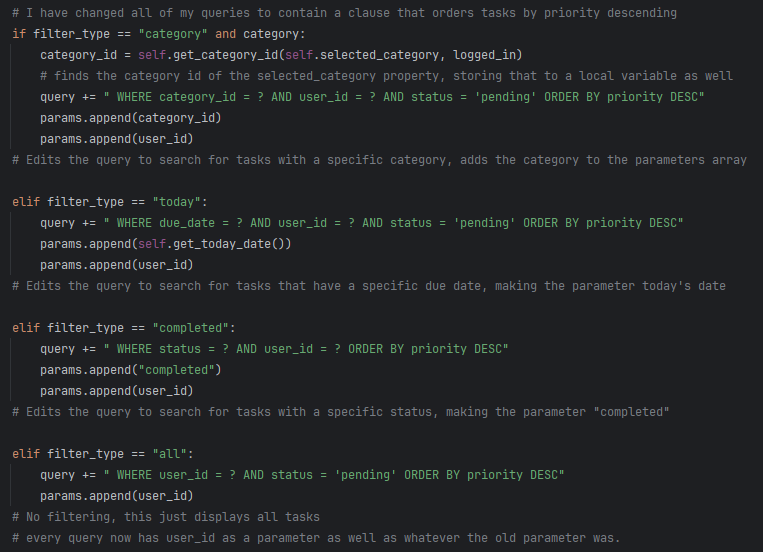 # I have changed all of my queries to contain a clause that orders tasks by priority descending
if filter_type == "category" and category:
    category_id = self.get_category_id(self.selected_category, logged_in)
    # finds the category id of the selected_category property, storing that to a local variable as well
    query += " WHERE category_id = ? AND user_id = ? AND status = 'pending' ORDER BY priority DESC"
    params.append(category_id)
    params.append(user_id)
# Edits the query to search for tasks with a specific category, adds the category to the parameters array
elif filter_type == "today":
    query += " WHERE due_date = ? AND user_id = ? AND status = 'pending' ORDER BY priority DESC"
    params.append(self.get_today_date())
    params.append(user_id)
# Edits the query to search for tasks that have a specific due date, making the parameter today's date
elif filter_type == "completed":
    query += " WHERE status = ? AND user_id = ? ORDER BY priority DESC"
    params.append("completed")
    params.append(user_id)
# Edits the query to search for tasks with a specific status, making the parameter "completed"
elif filter_type == "all":
    query += " WHERE user_id = ? AND status = 'pending' ORDER BY priority DESC"
    params.append(user_id)
# No filtering, this just displays all tasks
# every query now has user_id as a parameter as well as whatever the old parameter was.